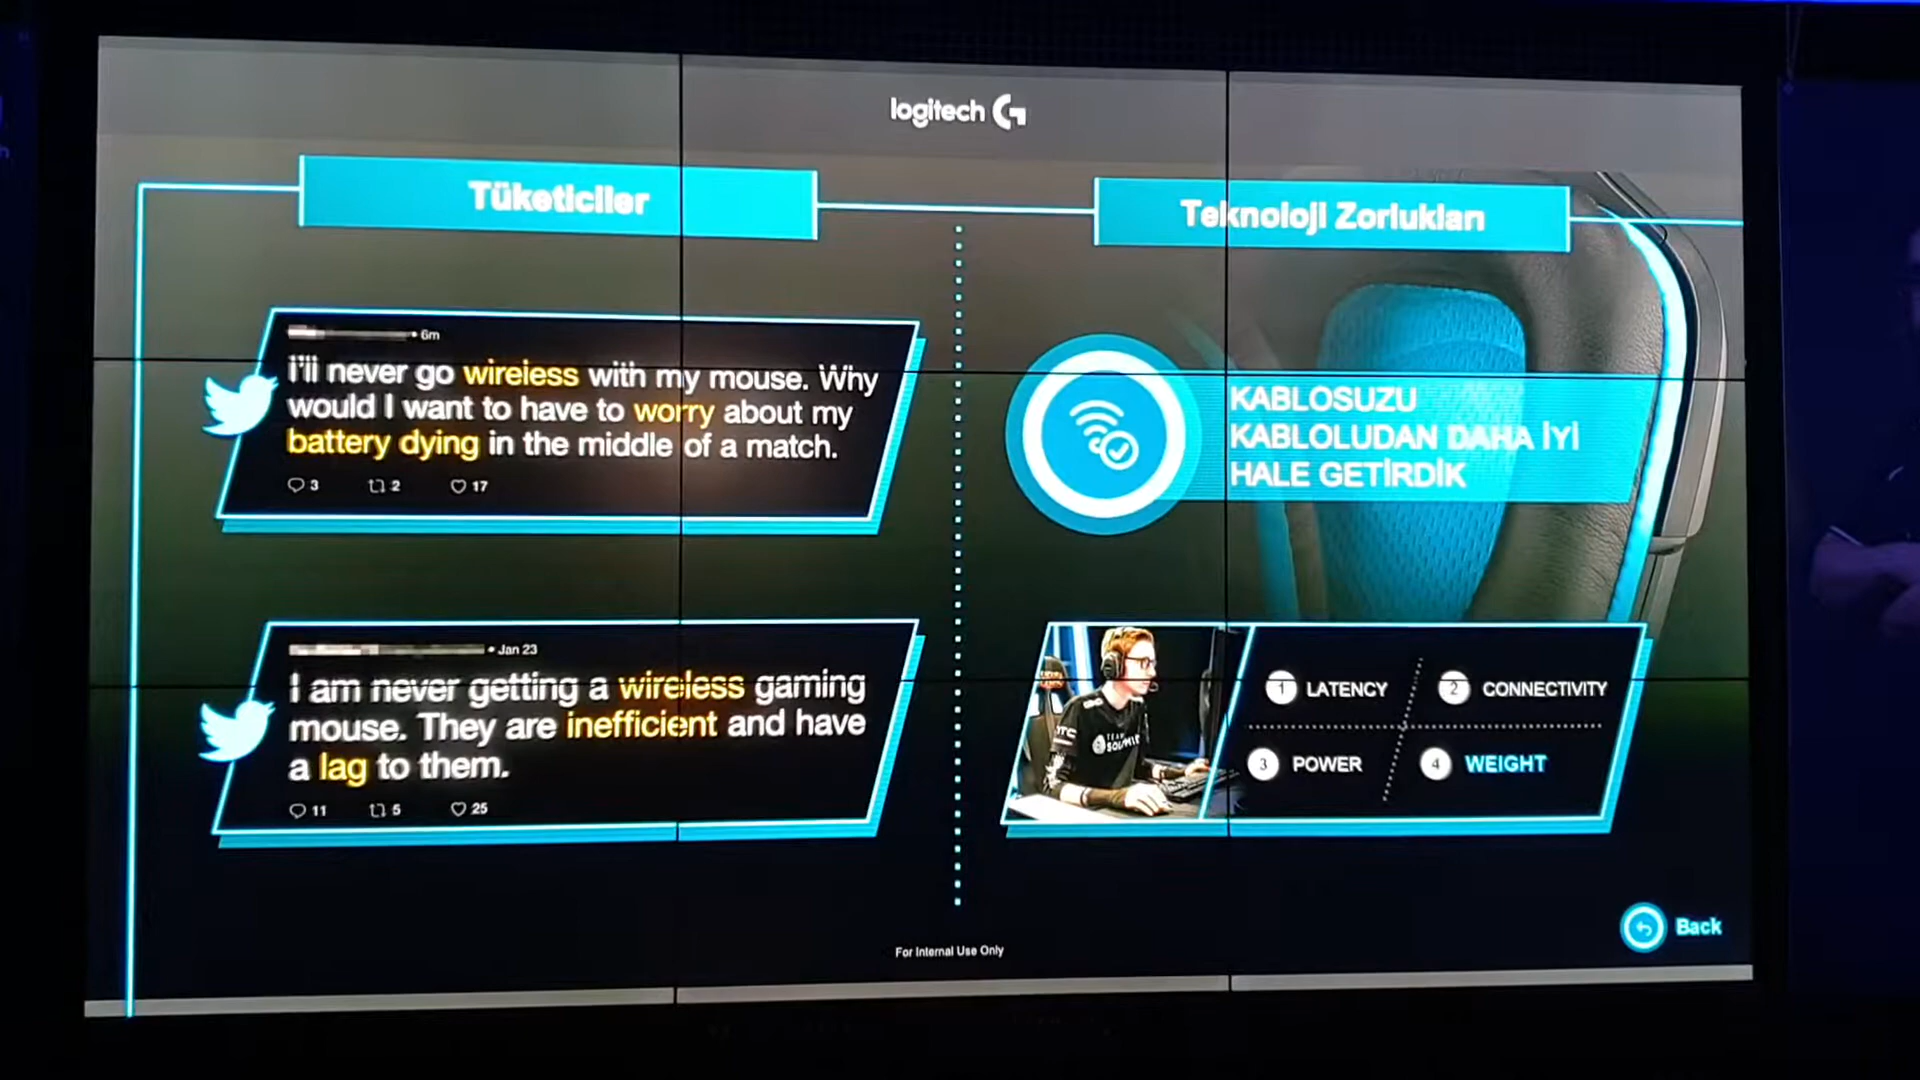 logitech G
Tüketiciler
Teknoloji Zorlukları
6m
I'll never go wireless with my mouse. Why
would I want to have to worry about my
battery dying in the middle of a match.
3 2 17
KABLOSUZU
KABLOLUDAN DAHA İYİ
HALE GETİRDİK
Jan 23
I am never getting a wireless gaming
mouse. They are inefficient and have
a lag to them.
11 5 25
1 LATENCY 2 CONNECTIVITY
3 POWER 4 WEIGHT
TEAM
Back
For Internal Use Only